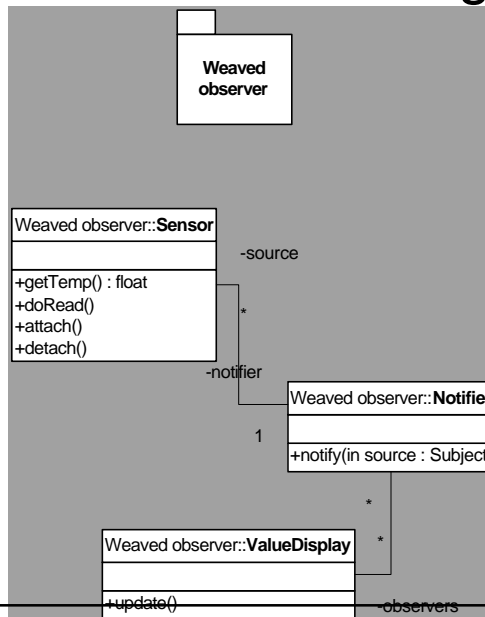 Weaved
observer
Weaved observer::Sensor
-source
+getTemp() : float
+doRead()
*
+attach()
+detach()
-notifier
Weaved observer::Notifie
1
+notify(in source : Subject
*
*
Weaved observer::ValueDisplay
+update()
-observers